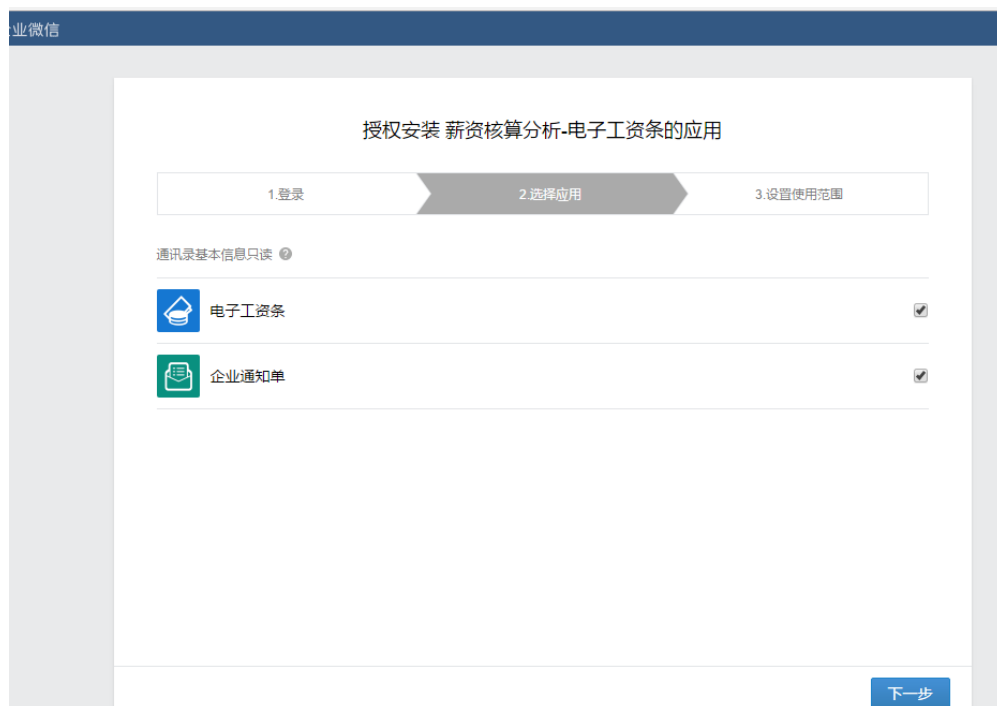 业微信
授权安装 薪资核算分析-电子工资条的应用
1.登录
2.选择应用
3.设置使用范围
通讯录基本信息只读 ?
电子工资条
企业通知单
下一步